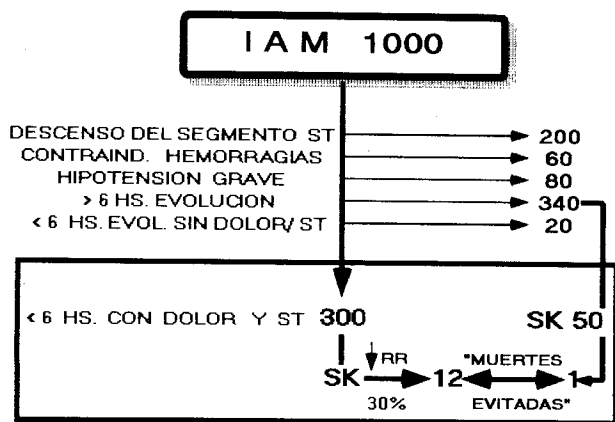 IAM 1000
DESCENSO DEL SEGMENTO ST 200
CONTRAIND. HEMORRAGIAS 60
HIPOTENSION GRAVE 80
> 6 HS. EVOLUCION 340
< 6 HS. EVOL. SIN DOLOR/ ST 20
< 6 HS. CON DOLOR Y ST 300 SK 50
SK RR 12 "MUERTES 1
30% EVITADAS"